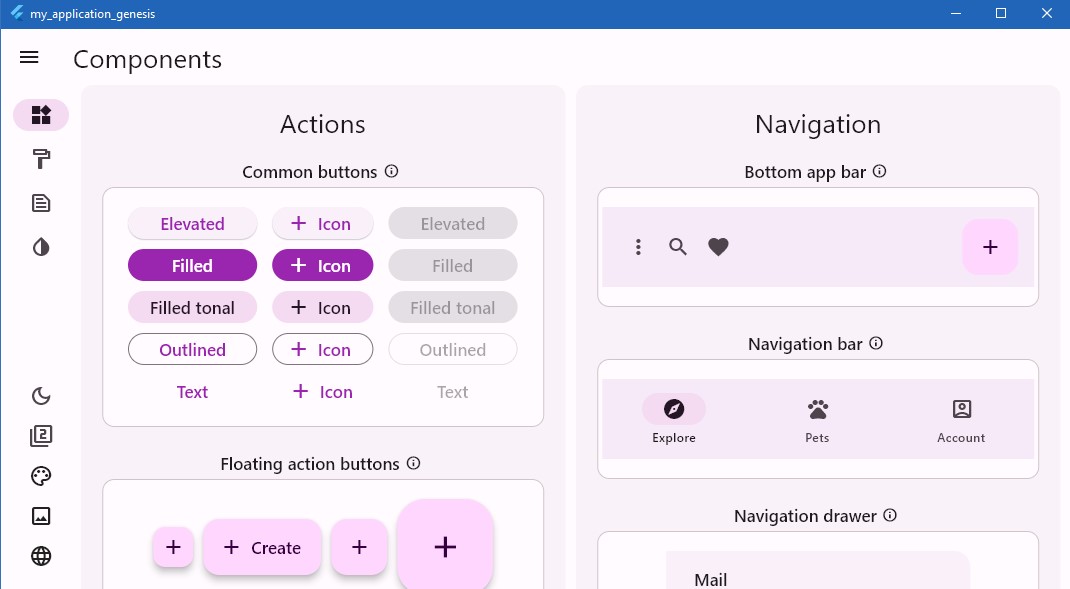 my_application_genesis
Components
Actions
Common buttons
Elevated Icon Elevated
Filled Icon Filled
Filled tonal Icon Filled tonal
Outlined Icon Outlined
Text Icon Text
Floating action buttons
Create
Navigation
Bottom app bar
Navigation bar
Explore Pets Account
Navigation drawer
Mail
2